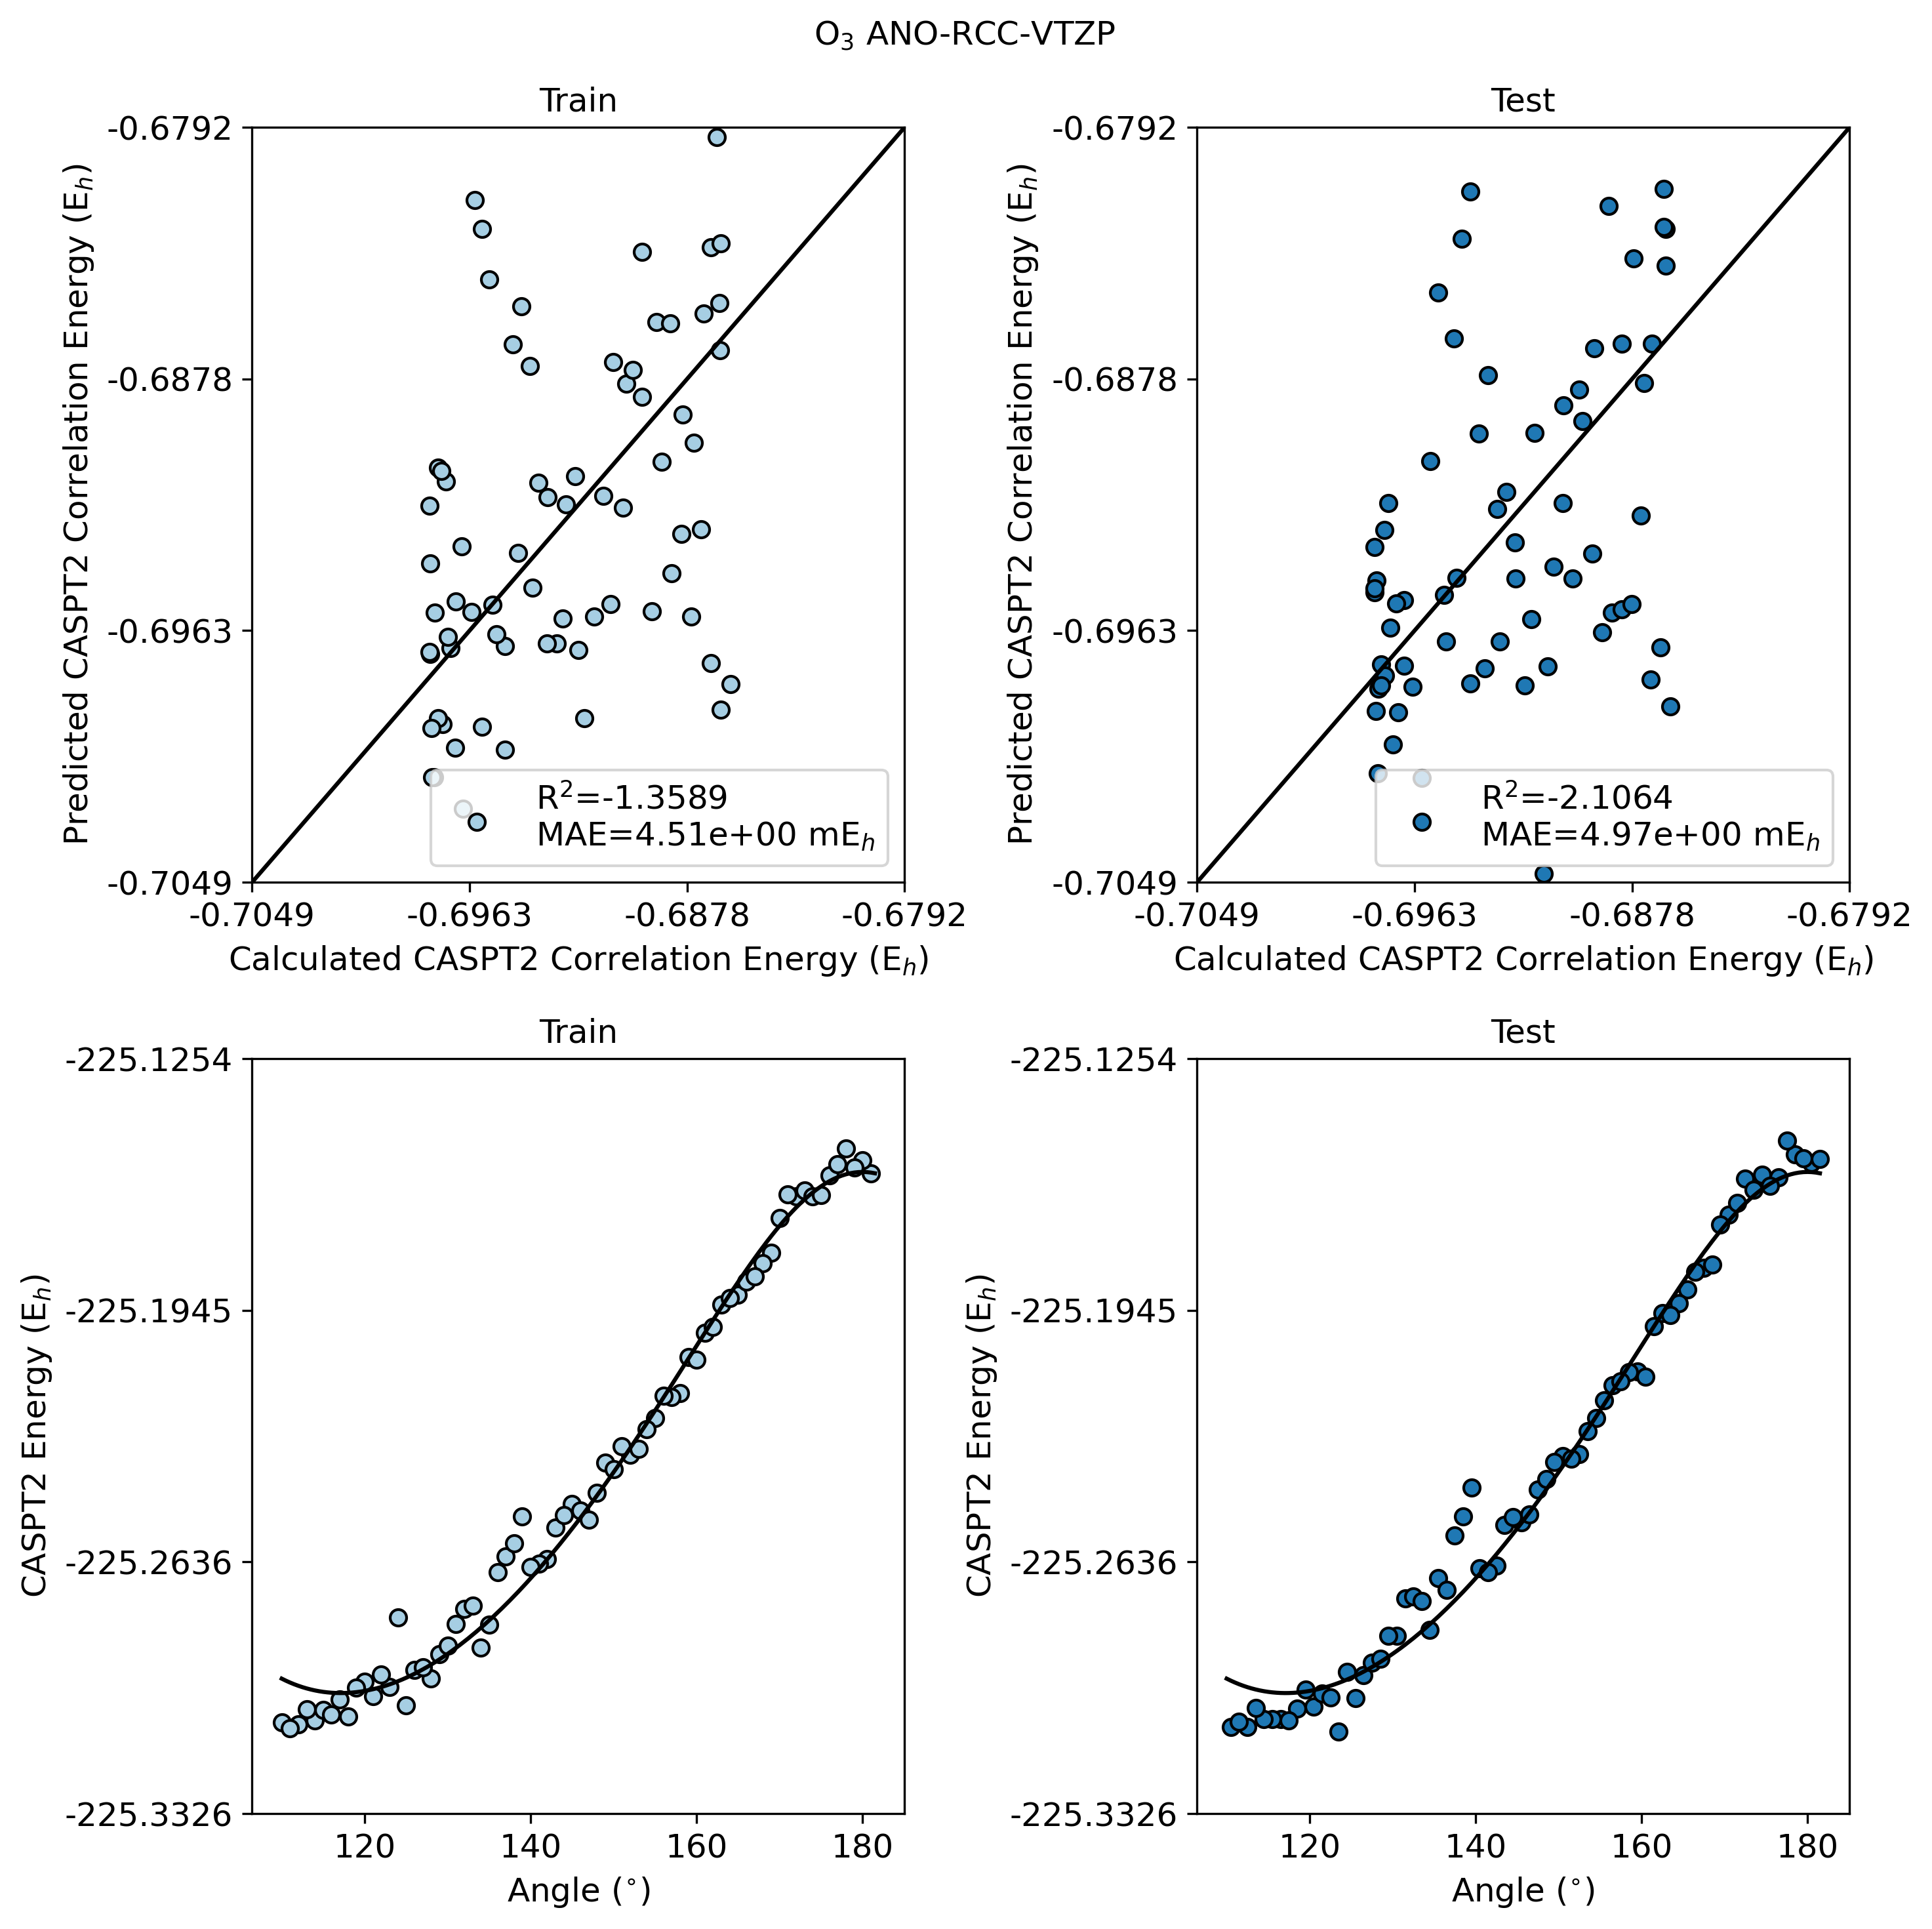 O₃ ANO-RCC-VTZP
Train
Predicted CASPT2 Correlation Energy (Eₕ)
-0.6792
-0.6878
-0.6963
-0.7049
R²=-1.3589
MAE=4.51e+00 mEₕ
-0.7049 -0.6963 -0.6878 -0.6792
Calculated CASPT2 Correlation Energy (Eₕ)
Test
Predicted CASPT2 Correlation Energy (Eₕ)
-0.6792
-0.6878
-0.6963
-0.7049
R²=-2.1064
MAE=4.97e+00 mEₕ
-0.7049 -0.6963 -0.6878 -0.6792
Calculated CASPT2 Correlation Energy (Eₕ)
Train
CASPT2 Energy (Eₕ)
-225.1254
-225.1945
-225.2636
-225.3326
120 140 160 180
Angle (°)
Test
CASPT2 Energy (Eₕ)
-225.1254
-225.1945
-225.2636
-225.3326
120 140 160 180
Angle (°)